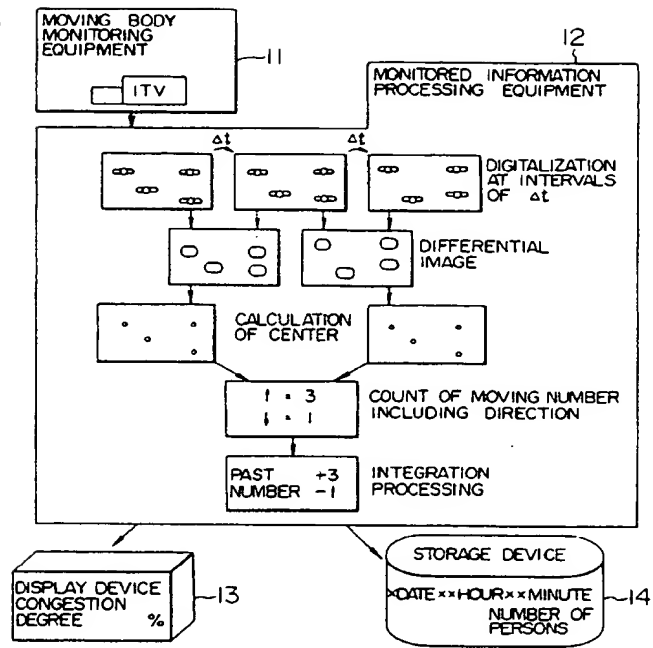 MOVING BODY
MONITORING
EQUIPMENT
ITV
11
12
MONITORED INFORMATION
PROCESSING EQUIPMENT
Δt
Δt
DIGITALIZATION
AT INTERVALS
OF Δt
DIFFERENTIAL
IMAGE
CALCULATION
OF CENTER
↑ = 3
↓ = 1
COUNT OF MOVING NUMBER
INCLUDING DIRECTION
PAST +3
NUMBER -1
INTEGRATION
PROCESSING
DISPLAY DEVICE
CONGESTION
DEGREE %
13
STORAGE DEVICE
×DATE××HOUR××MINUTE
NUMBER OF
PERSONS
14